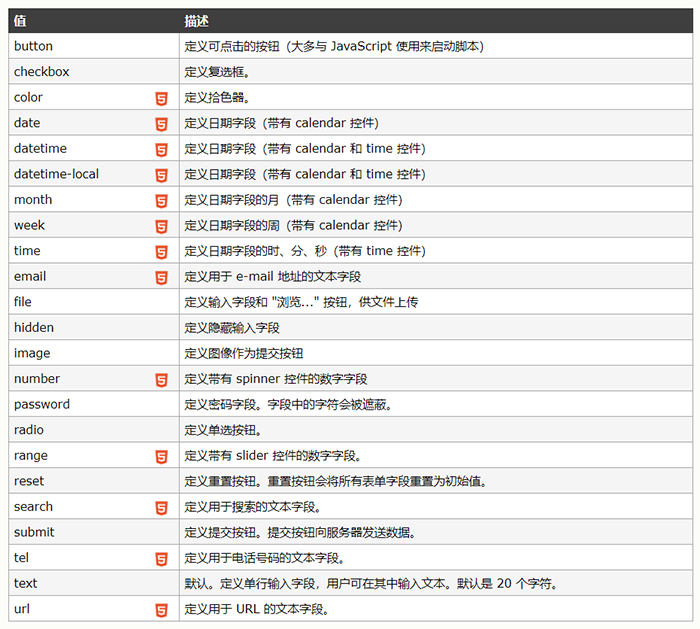 值 描述
button 定义可点击的按钮（大多与 JavaScript 使用来启动脚本）
checkbox 定义复选框。
color 5 定义拾色器。
date 5 定义日期字段（带有 calendar 控件）
datetime 5 定义日期字段（带有 calendar 和 time 控件）
datetime-local 5 定义日期字段（带有 calendar 和 time 控件）
month 5 定义日期字段的月（带有 calendar 控件）
week 5 定义日期字段的周（带有 calendar 控件）
time 5 定义日期字段的时、分、秒（带有 time 控件）
email 5 定义用于 e-mail 地址的文本字段
file 定义输入字段和 "浏览..." 按钮，供文件上传
hidden 定义隐藏输入字段
image 定义图像作为提交按钮
number 5 定义带有 spinner 控件的数字字段
password 定义密码字段。字段中的字符会被遮蔽。
radio 定义单选按钮。
range 5 定义带有 slider 控件的数字字段。
reset 定义重置按钮。重置按钮会将所有表单字段重置为初始值。
search 5 定义用于搜索的文本字段。
submit 定义提交按钮。提交按钮向服务器发送数据。
tel 5 定义用于电话号码的文本字段。
text 默认。定义单行输入字段，用户可在其中输入文本。默认是 20 个字符。
url 5 定义用于 URL 的文本字段。